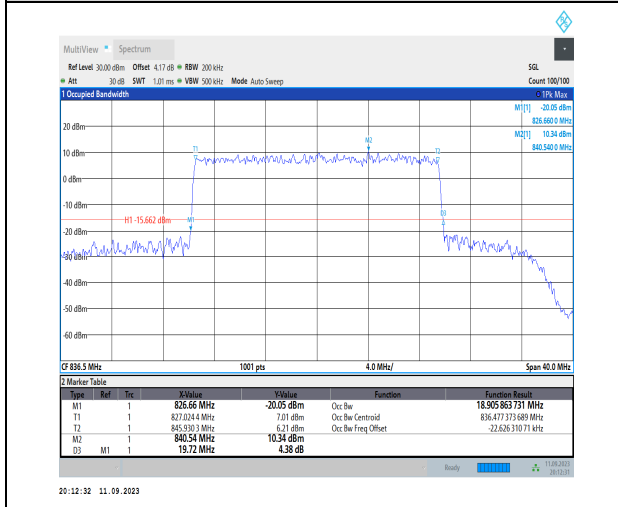 MultiView Spectrum
Ref Level 30.00 dBm Offset 4.17 dB RBW 200 kHz SGL
Att 30 dB SWT 1.01 ms VBW 500 kHz Mode Auto Sweep Count 100/100
1 Occupied Bandwidth 1Pk Max
M1[1] -20.05 dBm
826.660 0 MHz
M2[1] 10.34 dBm
840.540 0 MHz
20 dBm
M2
T1
T2
10 dBm
0 dBm
-10 dBm
D3
H1 -15.662 dBm M1
-20 dBm
-30 dBm
-40 dBm
-50 dBm
-60 dBm
CF 836.5 MHz 1001 pts 4.0 MHz/ Span 40.0 MHz
2 Marker Table
Type Ref Trc X-Value Y-Value Function Function Result
M1 1 826.66 MHz -20.05 dBm Occ Bw 18.905 863 731 MHz
T1 1 827.024 4 MHz 7.01 dBm Occ Bw Centroid 836.477 373 689 MHz
T2 1 845.930 3 MHz 6.21 dBm Occ Bw Freq Offset -22.626 310 71 kHz
M2 1 840.54 MHz 10.34 dBm
D3 M1 1 19.72 MHz 4.38 dB
Ready 11.09.2023
20:12:31
20:12:32 11.09.2023